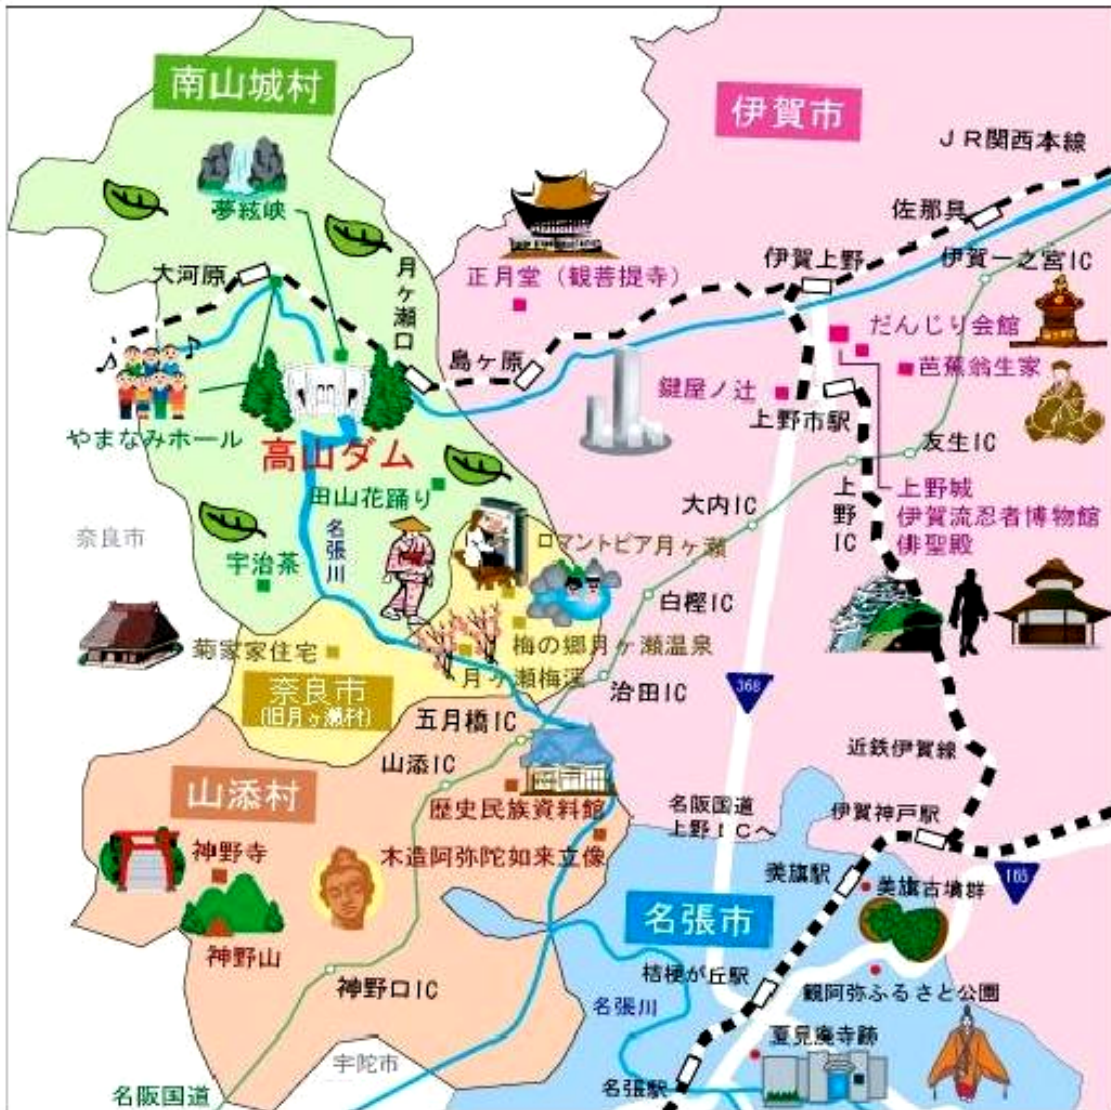 南山城村
伊賀市
ＪＲ関西本線
夢絃峡
佐那具
大河原
月ヶ瀬口
正月堂（観菩提寺）
伊賀上野
伊賀一之宮IC
だんじり会館
島ヶ原
鍵屋ノ辻
芭蕉翁生家
上野市駅
やまなみホール
高山ダム
友生IC
田山花踊り
上野IC
上野城
伊賀流忍者博物館
俳聖殿
大内IC
奈良市
名張川
ロマントピア月ヶ瀬
宇治茶
白樫IC
菊家家住宅
梅の郷月ヶ瀬温泉
月ヶ瀬梅渓
奈良市
(旧月ヶ瀬村)
治田IC
368
五月橋IC
山添IC
近鉄伊賀線
山添村
歴史民族資料館
名阪国道
上野ＩＣへ
伊賀神戸駅
神野寺
木造阿弥陀如来立像
美旗駅
美旗古墳群
165
名張市
神野山
桔梗が丘駅
神野口IC
名張川
観阿弥ふるさと公園
夏見廃寺跡
宇陀市
名張駅
名阪国道